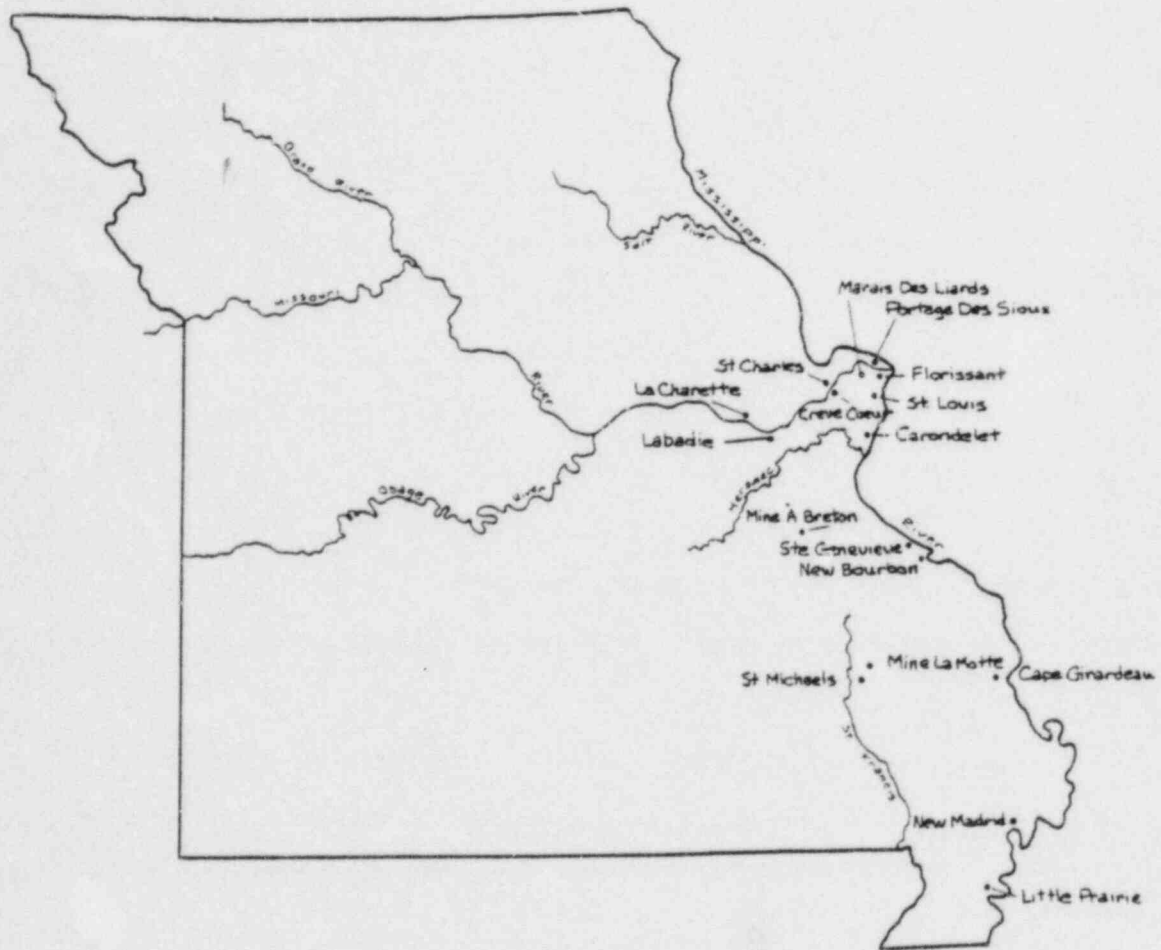 Grand River
Mississippi
Salt River
Missouri
Marais Des Liards
Portage Des Sioux
St Charles
Florissant
La Charette
River
St. Louis
Creve Coeur
Labadie
Carondelet
Osage River
Meramec
Mine À Breton
River
Ste Genevieve
New Bourbon
Mine La Motte
St Michaels
Cape Girardeau
St Francis
New Madrid
Little Prairie